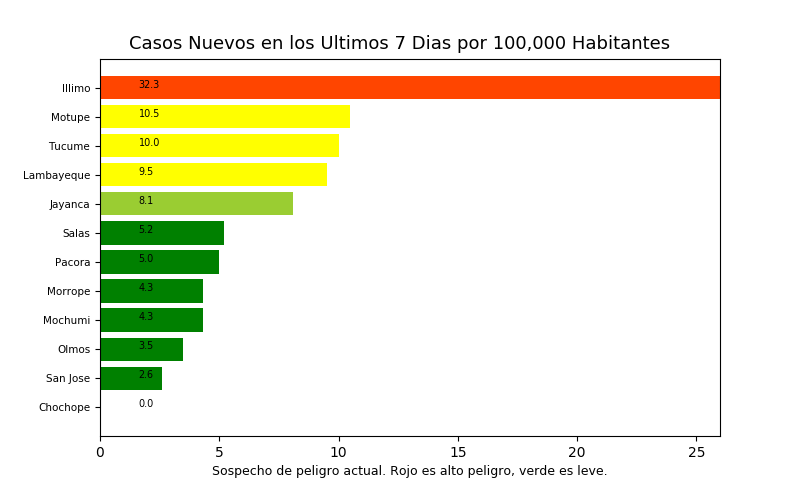 Casos Nuevos en los Ultimos 7 Dias por 100,000 Habitantes
Illimo 32.3
Motupe 10.5
Tucume 10.0
Lambayeque 9.5
Jayanca 8.1
Salas 5.2
Pacora 5.0
Morrope 4.3
Mochumi 4.3
Olmos 3.5
San Jose 2.6
Chochope 0.0
0 5 10 15 20 25
Sospecho de peligro actual. Rojo es alto peligro, verde es leve.